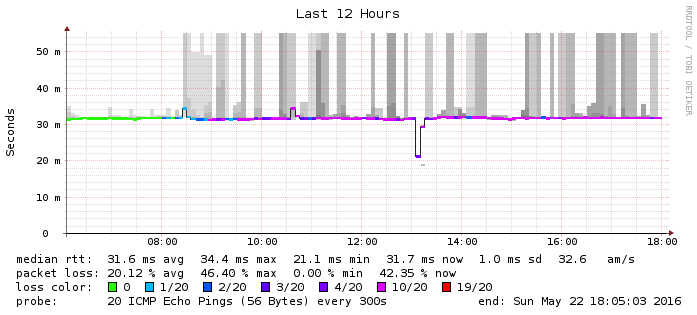 Last 12 Hours
RRDTOOL / TOBI OETIKER
Seconds
50 m
40 m
30 m
20 m
10 m
0
08:00 10:00 12:00 14:00 16:00 18:00
median rtt: 31.6 ms avg 34.4 ms max 21.1 ms min 31.7 ms now 1.0 ms sd 32.6 am/s
packet loss: 20.12 % avg 46.40 % max 0.00 % min 42.35 % now
loss color: 0 1/20 2/20 3/20 4/20 10/20 19/20
probe: 20 ICMP Echo Pings (56 Bytes) every 300s end: Sun May 22 18:05:03 2016